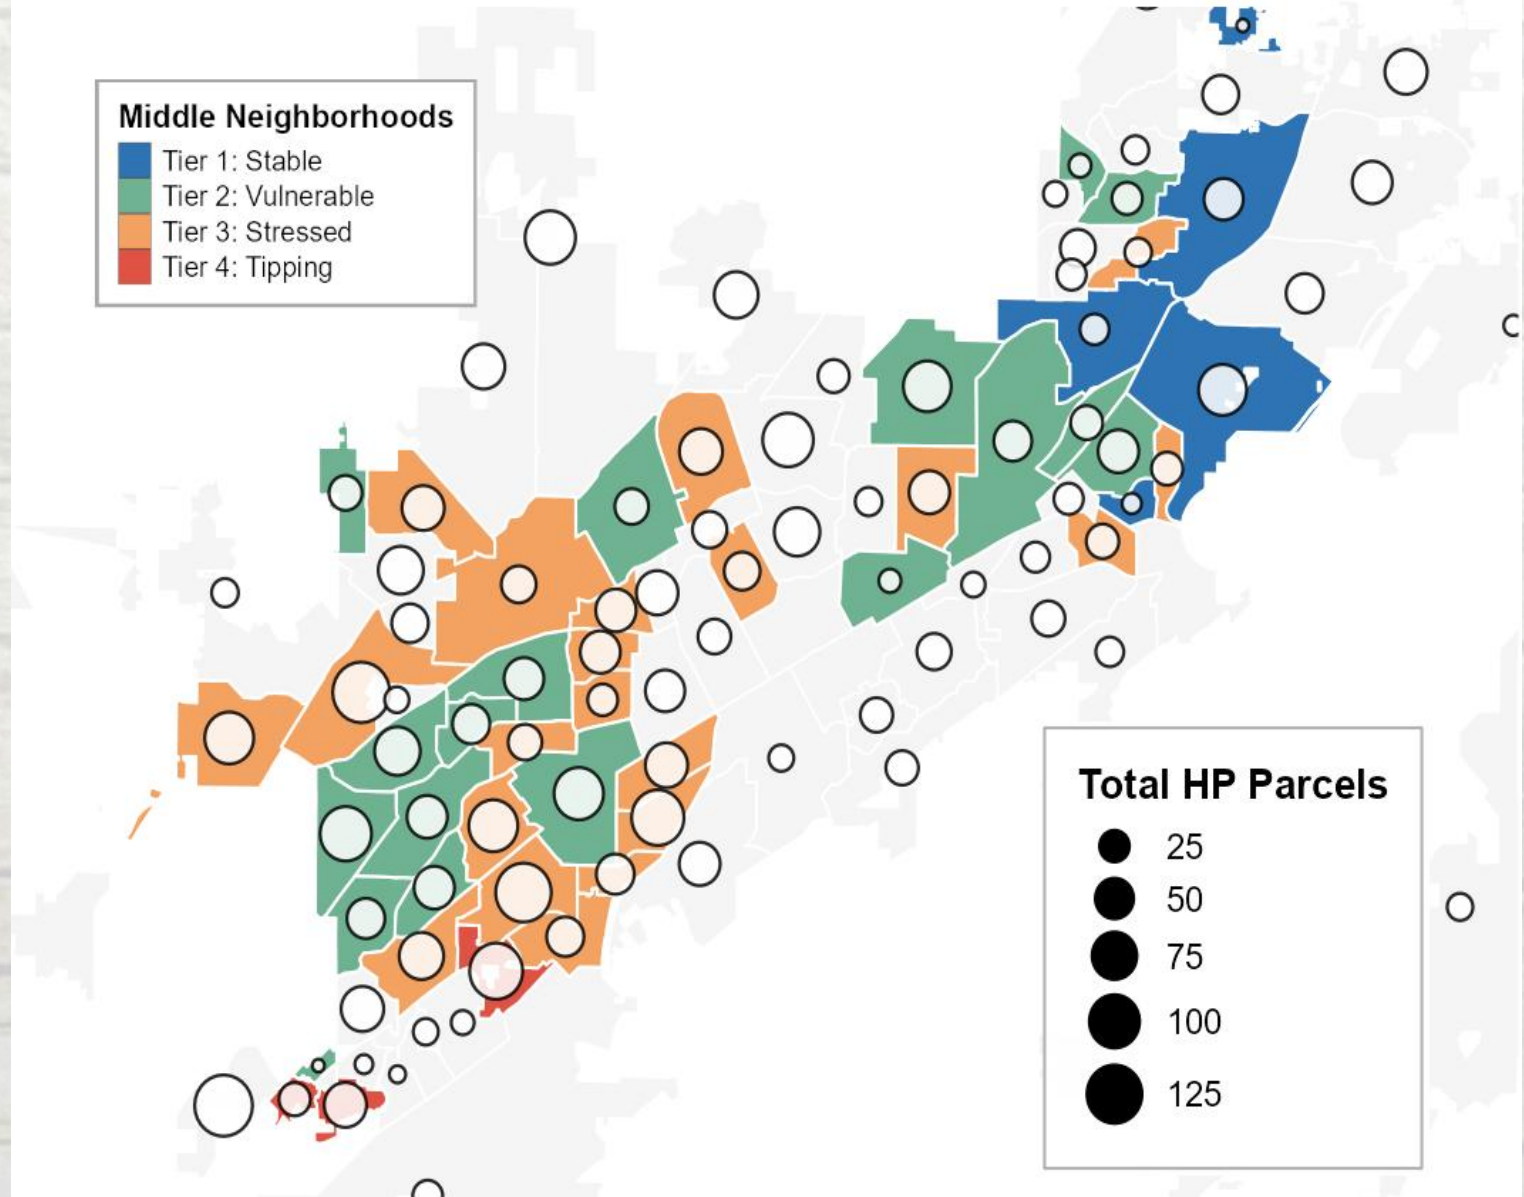 Middle Neighborhoods
Tier 1: Stable
Tier 2: Vulnerable
Tier 3: Stressed
Tier 4: Tipping
Total HP Parcels
25
50
75
100
125